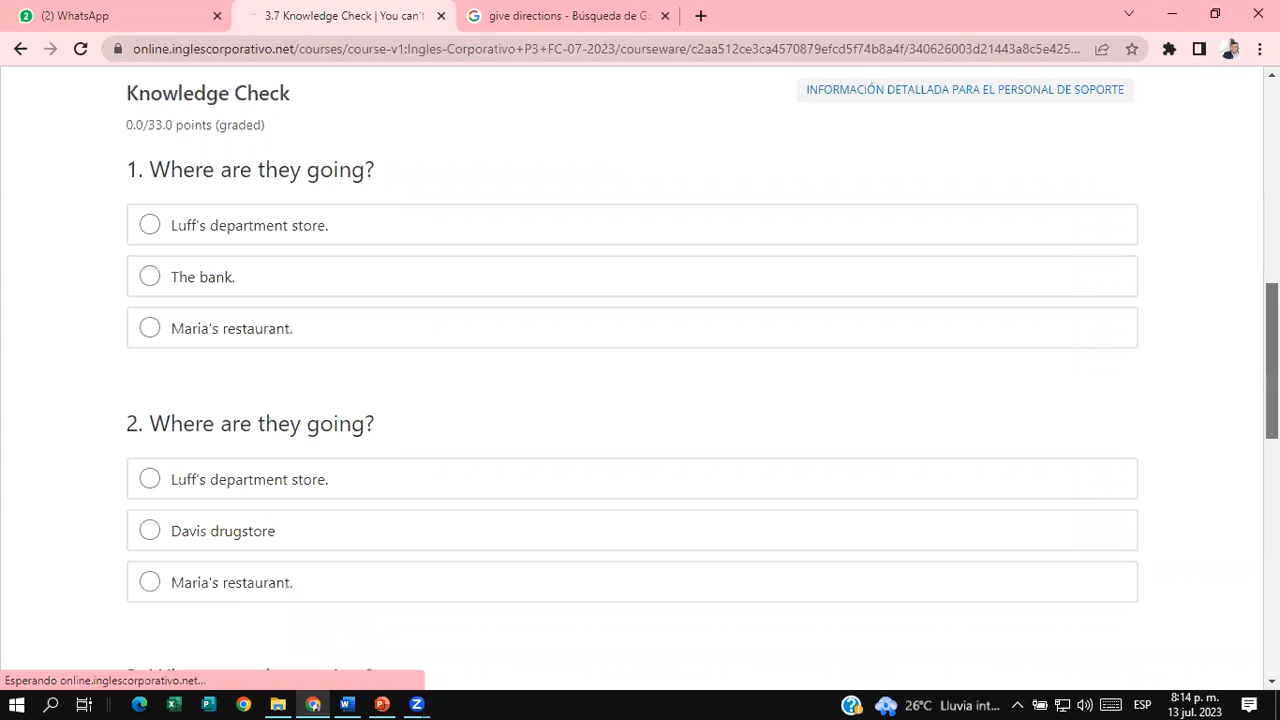 (2) WhatsApp
3.7 Knowledge Check | You can't
give directions - Búsqueda de G
online.inglescorporativo.net/courses/course-v1:Ingles-Corporativo+P3+FC-07-2023/courseware/c2aa512ce3ca4570879efcd5f74b8a4f/340626003d21443a8c5e425...
Knowledge Check
INFORMACIÓN DETALLADA PARA EL PERSONAL DE SOPORTE
0.0/33.0 points (graded)
1. Where are they going?
Luff's department store.
The bank.
Maria's restaurant.
2. Where are they going?
Luff's department store.
Davis drugstore
Maria's restaurant.
Esperando online.inglescorporativo.net...
26°C Lluvia int...
ESP
8:14 p. m.
13 jul. 2023